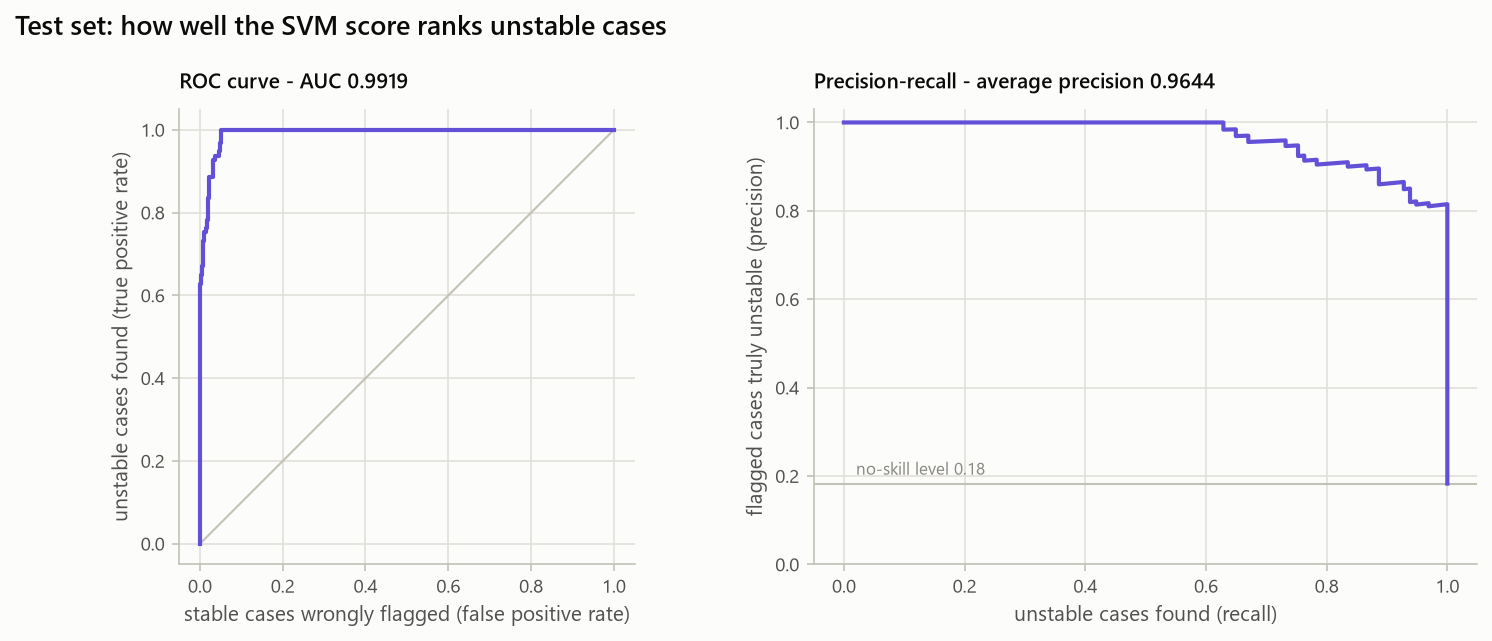 Test set: how well the SVM score ranks unstable cases
ROC curve - AUC 0.9919
1.0
0.8
0.6
0.4
0.2
0.0
unstable cases found (true positive rate)
0.0 0.2 0.4 0.6 0.8 1.0
stable cases wrongly flagged (false positive rate)
Precision-recall - average precision 0.9644
1.0
0.8
0.6
0.4
0.2
0.0
flagged cases truly unstable (precision)
no-skill level 0.18
0.0 0.2 0.4 0.6 0.8 1.0
unstable cases found (recall)